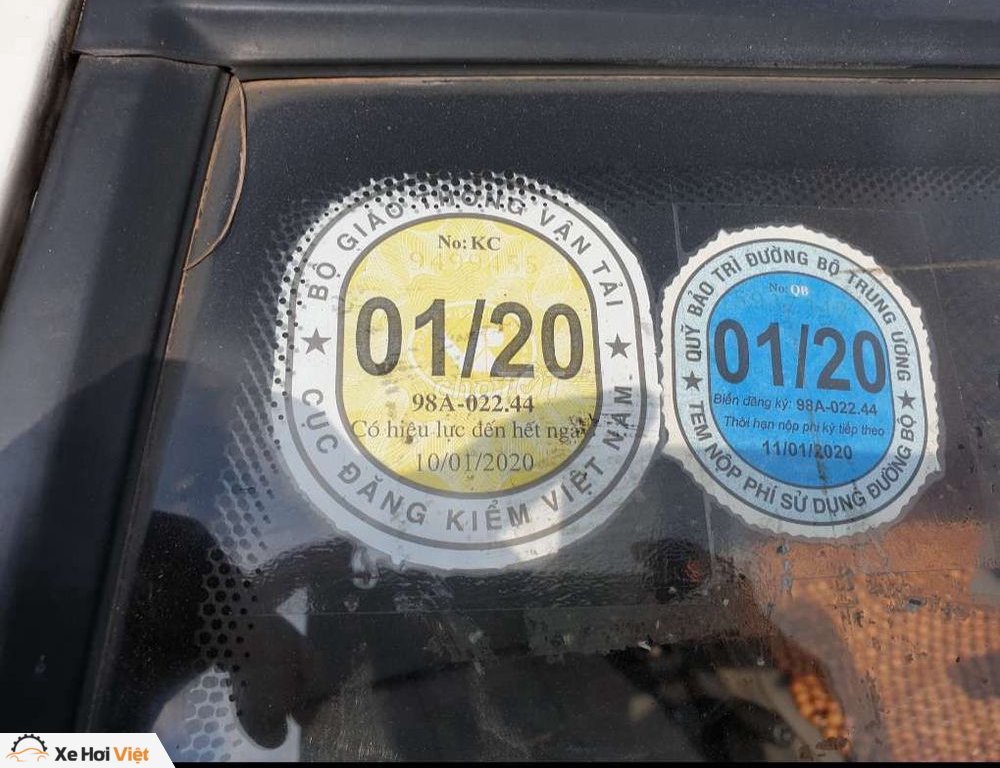 BỘ GIAO THÔNG VẬN TẢI
No: KC
01/20
98A-022.44
Có hiệu lực đến hết ngày
10/01/2020
★ CỤC ĐĂNG KIỂM VIỆT NAM ★
QUỸ BẢO TRÌ ĐƯỜNG BỘ TRUNG ƯƠNG
No: QB
01/20
Biển đăng ký: 98A-022.44
Thời hạn nộp phí kỳ tiếp theo
11/01/2020
★ TEM NỘP PHÍ SỬ DỤNG ĐƯỜNG BỘ ★
Xe Hơi Việt